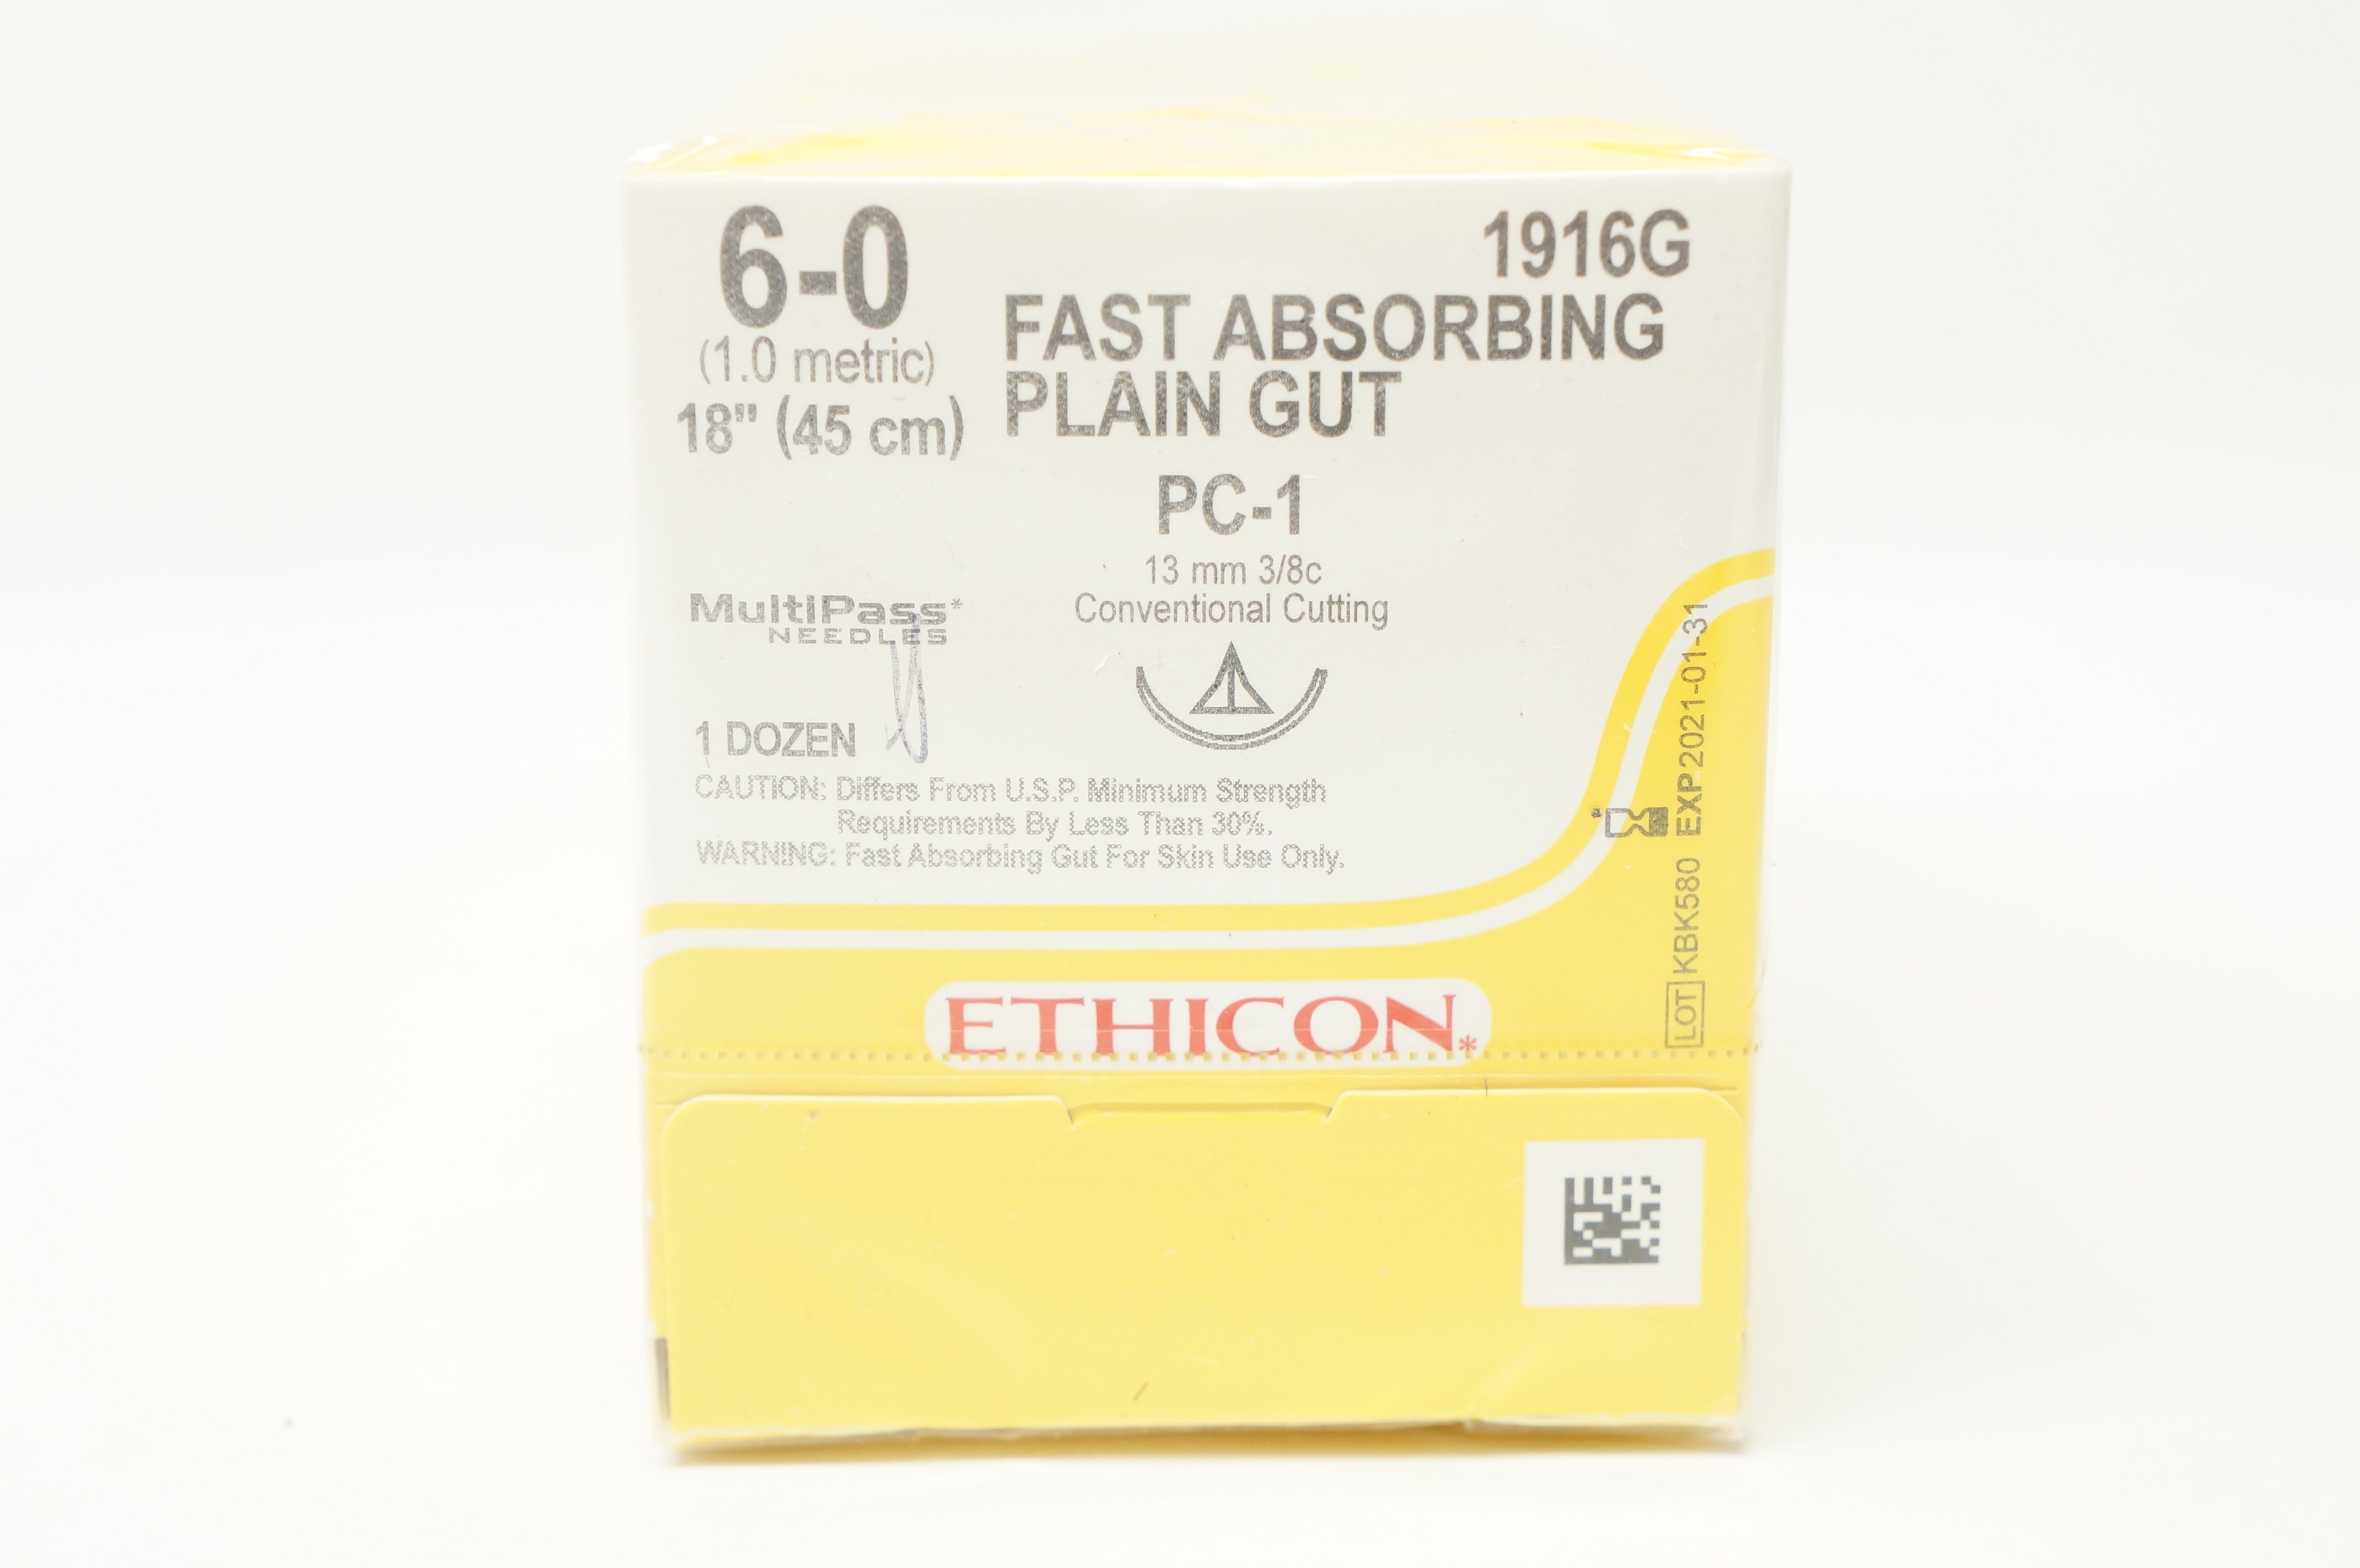 6-0
(1.0 metric)
18" (45 cm)
1916G
FAST ABSORBING
PLAIN GUT
PC-1
13 mm 3/8c
Conventional Cutting
MultiPass*
NEEDLES
1 DOZEN
CAUTION: Differs From U.S.P. Minimum Strength
Requirements By Less Than 30%.
WARNING: Fast Absorbing Gut For Skin Use Only.
LOT KBK580 EXP 2021-01-31
ETHICON*